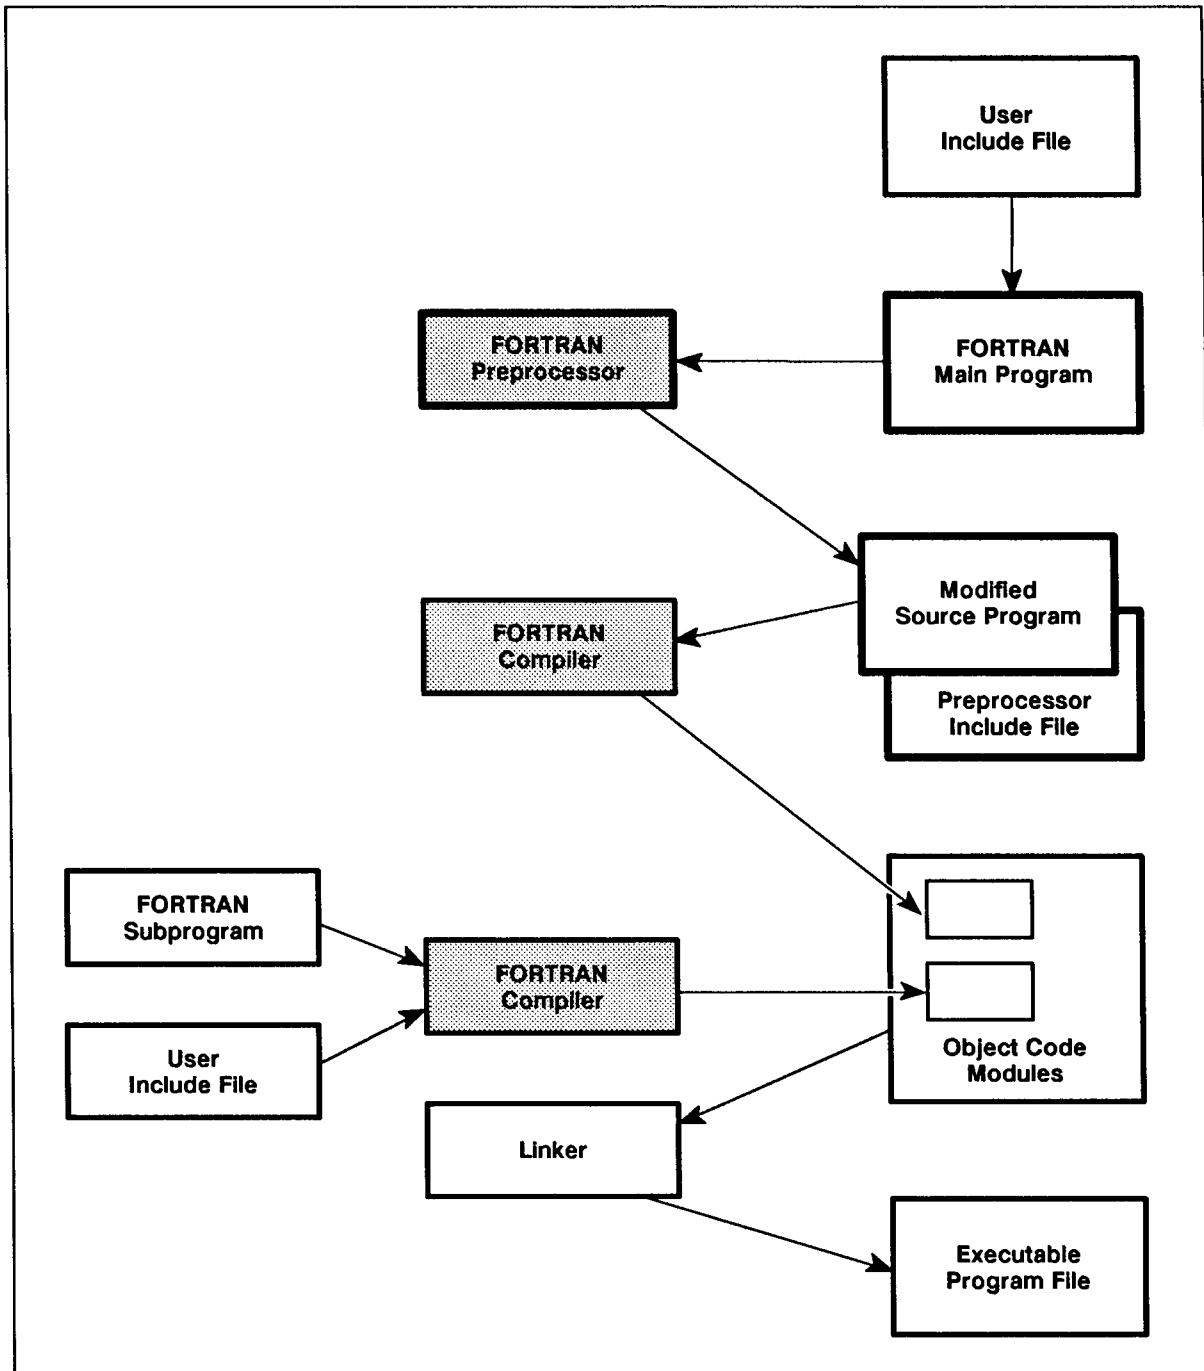 User
Include File
FORTRAN
Preprocessor
FORTRAN
Main Program
Modified
Source Program
FORTRAN
Compiler
Preprocessor
Include File
FORTRAN
Subprogram
FORTRAN
Compiler
User
Include File
Object Code
Modules
Linker
Executable
Program File